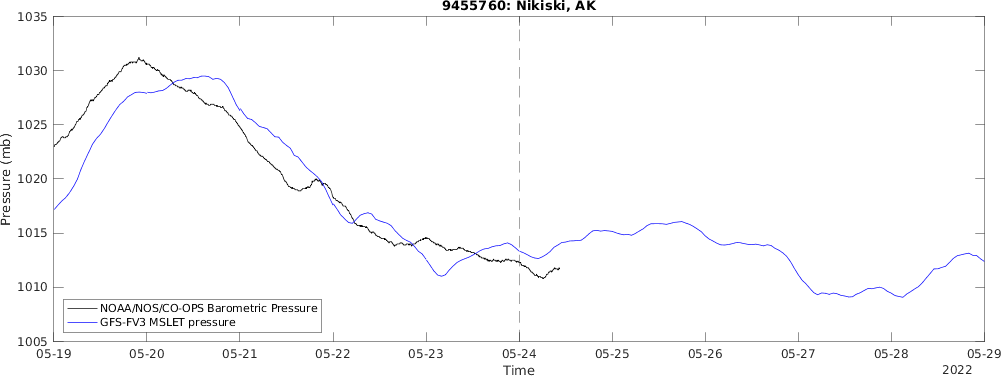 9455760: Nikiski, AK
1035
1030
1025
1020
1015
1010
1005
Pressure (mb)
NOAA/NOS/CO-OPS Barometric Pressure
GFS-FV3 MSLET pressure
05-19 05-20 05-21 05-22 05-23 05-24 05-25 05-26 05-27 05-28 05-29
Time
2022